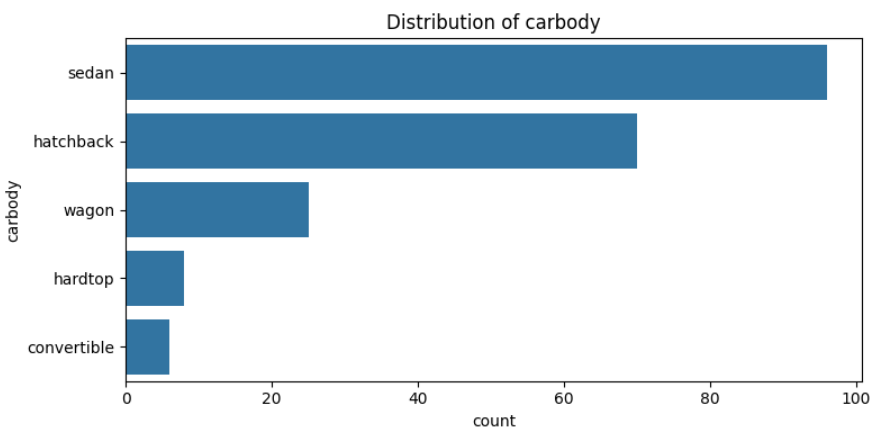 Distribution of carbody
carbody
sedan
hatchback
wagon
hardtop
convertible
0 20 40 60 80 100
count